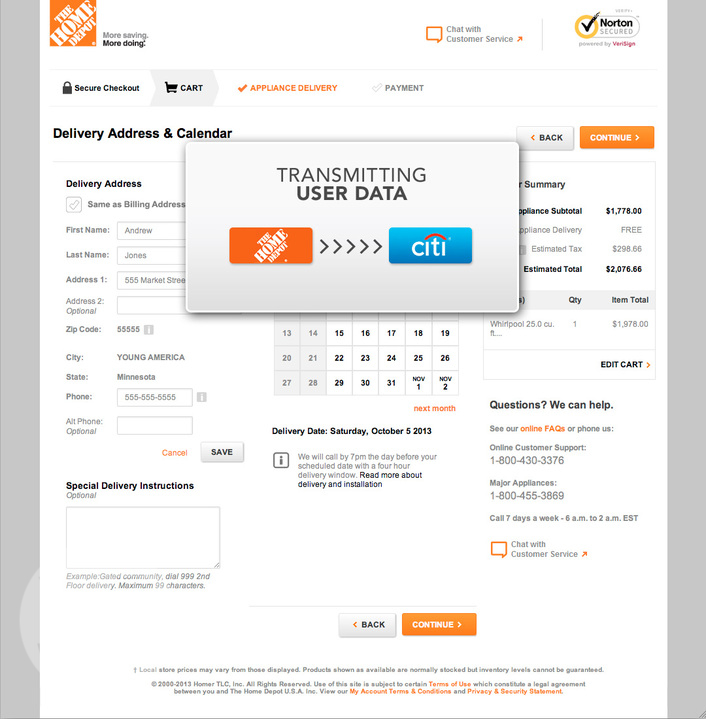 THE HOME DEPOT
More saving.
More doing.
Chat with
Customer Service
Norton
SECURED
powered by VeriSign
Secure Checkout
CART
APPLIANCE DELIVERY
PAYMENT
Delivery Address & Calendar
BACK
CONTINUE
TRANSMITTING
USER DATA
THE HOME DEPOT
citi
Delivery Address
Same as Billing Address
First Name: Andrew
Last Name: Jones
Address 1: 555 Market Stree
Address 2:
Optional
Zip Code: 55555
City: YOUNG AMERICA
State: Minnesota
Phone: 555-555-5555
Alt Phone:
Optional
Cancel
SAVE
Special Delivery Instructions
Optional
Example:Gated community, dial 999 2nd
Floor delivery. Maximum 99 characters.
13 14 15 16 17 18 19
20 21 22 23 24 25 26
27 28 29 30 31 NOV 1 NOV 2
next month
Delivery Date: Saturday, October 5 2013
We will call by 7pm the day before your
scheduled date with a four hour
delivery window. Read more about
delivery and installation
r Summary
ppliance Subtotal $1,778.00
ppliance Delivery FREE
Estimated Tax $298.66
Estimated Total $2,076.66
s) Qty Item Total
Whirlpool 25.0 cu. 1 $1,978.00
ft....
EDIT CART
Questions? We can help.
See our online FAQs or phone us:
Online Customer Support:
1-800-430-3376
Major Appliances:
1-800-455-3869
Call 7 days a week - 6 a.m. to 2 a.m. EST
Chat with
Customer Service
BACK
CONTINUE
† Local store prices may vary from those displayed. Products shown as available are normally stocked but inventory levels cannot be guaranteed.
© 2000-2013 Homer TLC, Inc. All Rights Reserved. Use of this site is subject to certain Terms of Use which constitute a legal agreement
between you and The Home Depot U.S.A. Inc. View our My Account Terms & Conditions and Privacy & Security Statement.